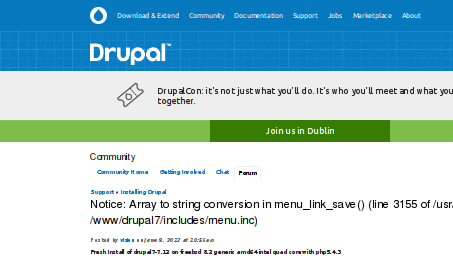 Download & Extend Community Documentation Support Jobs Marketplace About
Drupal™
DrupalCon: it's not just what you'll do. It's who you'll meet and what you
together.
Join us in Dublin
Community
Community Home Getting Involved Chat Forum
Support » Installing Drupal
Notice: Array to string conversion in menu_link_save() (line 3155 of /usr/
/www/drupal7/includes/menu.inc)
Posted by on June 8, 2012 at
Fresh install of drupal7-7.12 on freebsd 8.2 generic amd64 intel quad core with php5.4.3